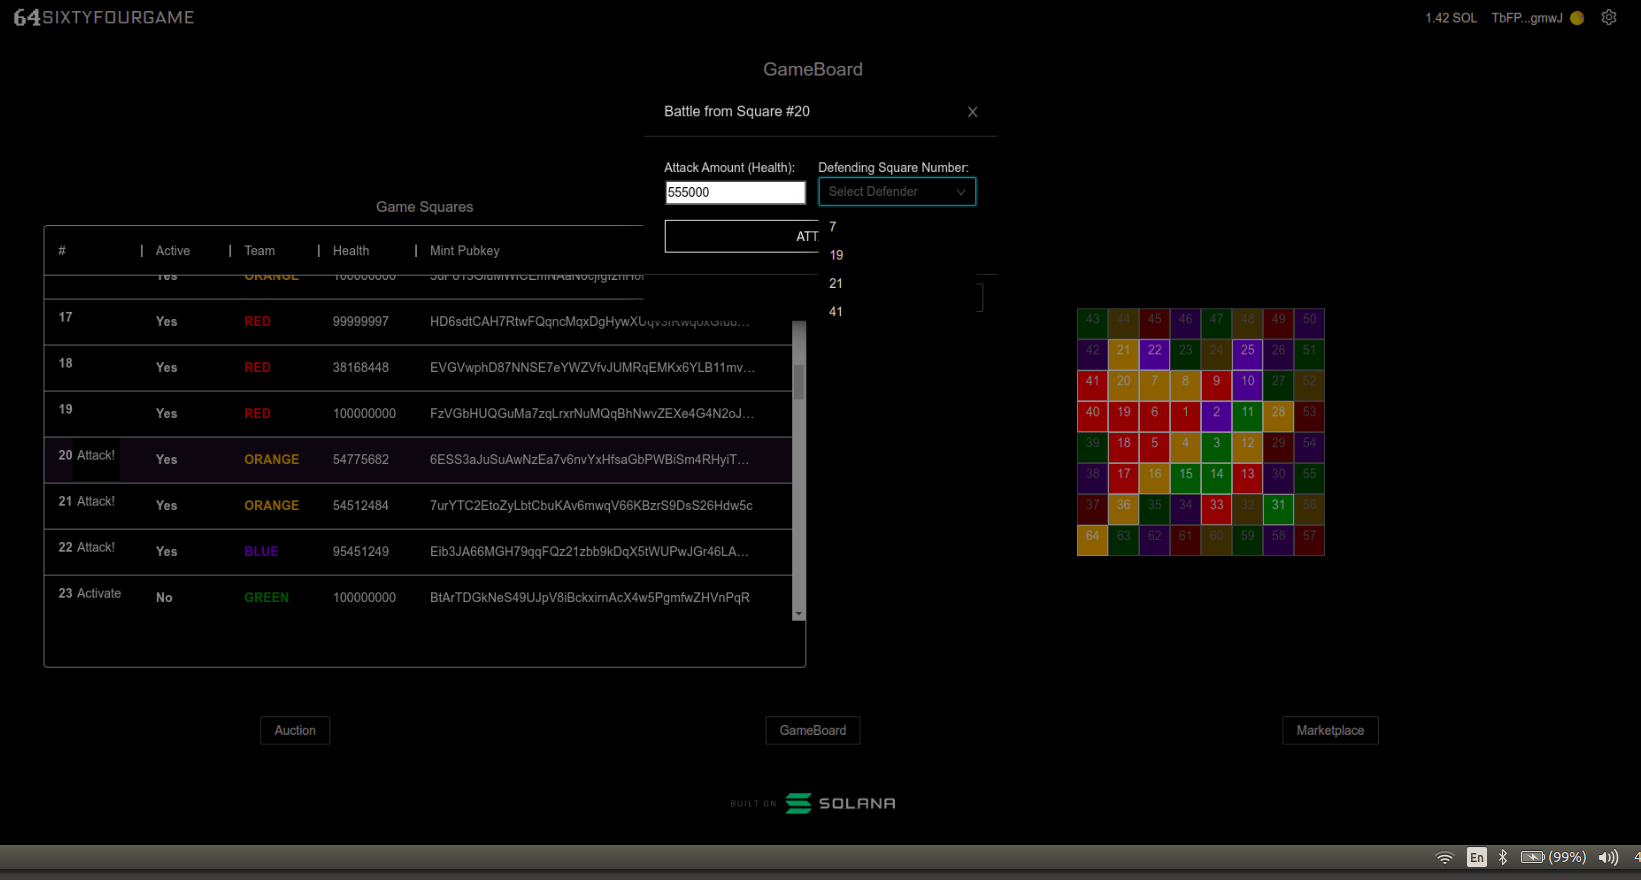 64SIXTYFOURGAME
1.42 SOL TbFP...gmwJ
GameBoard
Battle from Square #20
Attack Amount (Health): Defending Square Number:
555000 Select Defender
ATT
7
19
21
41
Game Squares
# Active Team Health Mint Pubkey
Yes ORANGE 100000000
17 Yes RED 99999997
18 Yes RED 38168448 EVGVwphD87NNSE7eYWZVfvJUMRqEMKx6YLB11mv...
19 Yes RED 100000000 FzVGbHUQGuMa7zqLrxrNuMQqBhNwvZEXe4G4N2oJ...
20 Attack! Yes ORANGE 54775682 6ESS3aJuSuAwNzEa7v6nvYxHfsaGbPWBiSm4RHyiT...
21 Attack! Yes ORANGE 54512484 7urYTC2EtoZyLbtCbuKAv6mwqV66KBzrS9DsS26Hdw5c
22 Attack! Yes BLUE 95451249 Eib3JA66MGH79qqFQz21zbb9kDqX5tWUPwJGr46LA...
23 Activate No GREEN 100000000 BtArTDGkNeS49UJpV8iBckxirnAcX4w5PgmfwZHVnPqR
43 44 45 46 47 48 49 50
42 21 22 23 24 25 26 51
41 20 7 8 9 10 27 52
40 19 6 1 2 11 28 53
39 18 5 4 3 12 29 54
38 17 16 15 14 13 30 55
37 36 35 34 33 32 31 56
64 63 62 61 60 59 58 57
Auction GameBoard Marketplace
BUILT ON SOLANA
En (99%) 4